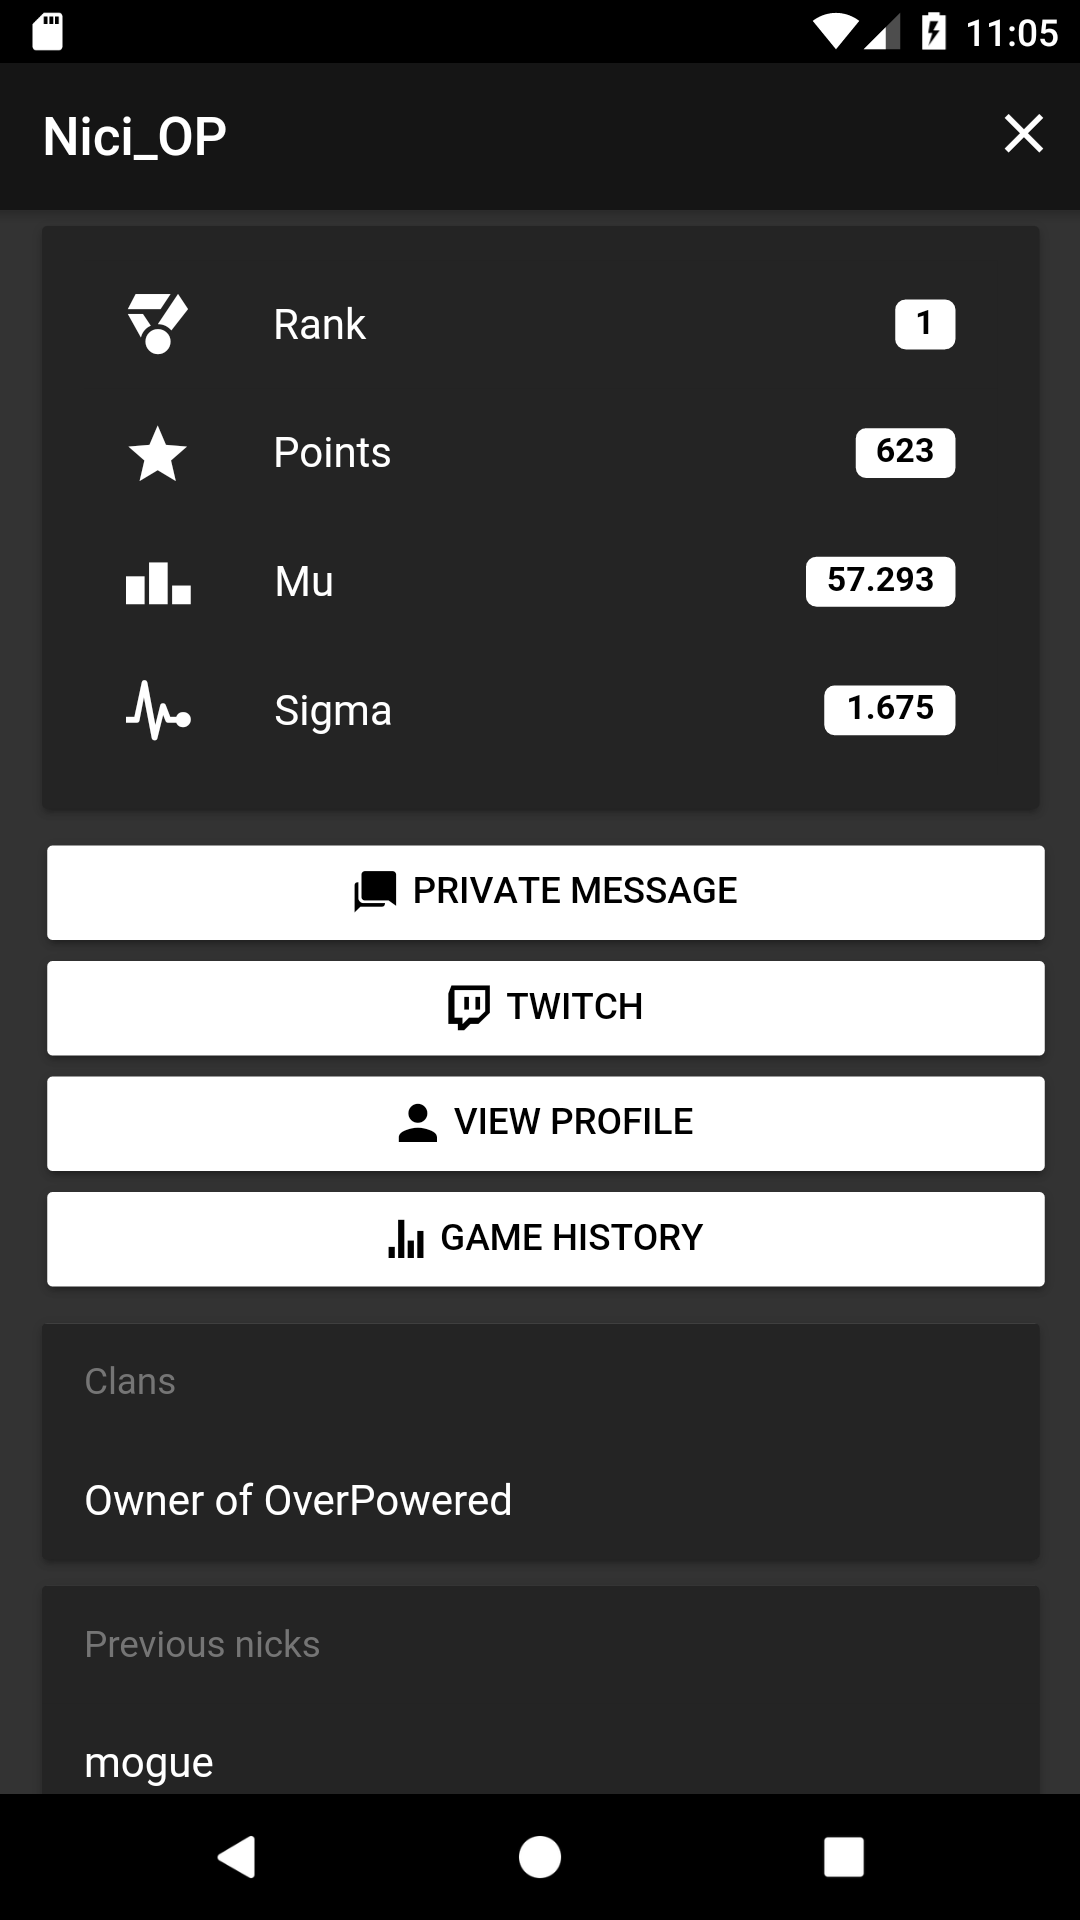 11:05
Nici_OP
Rank 1
Points 623
Mu 57.293
Sigma 1.675
PRIVATE MESSAGE
TWITCH
VIEW PROFILE
GAME HISTORY
Clans
Owner of OverPowered
Previous nicks
mogue